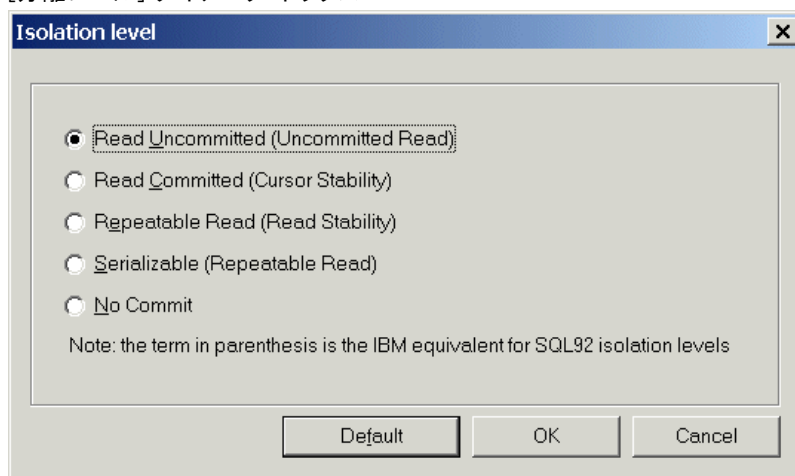 Isolation level
Read Uncommitted (Uncommitted Read)
Read Committed (Cursor Stability)
Repeatable Read (Read Stability)
Serializable (Repeatable Read)
No Commit
Note: the term in parenthesis is the IBM equivalent for SQL92 isolation levels
Default
OK
Cancel